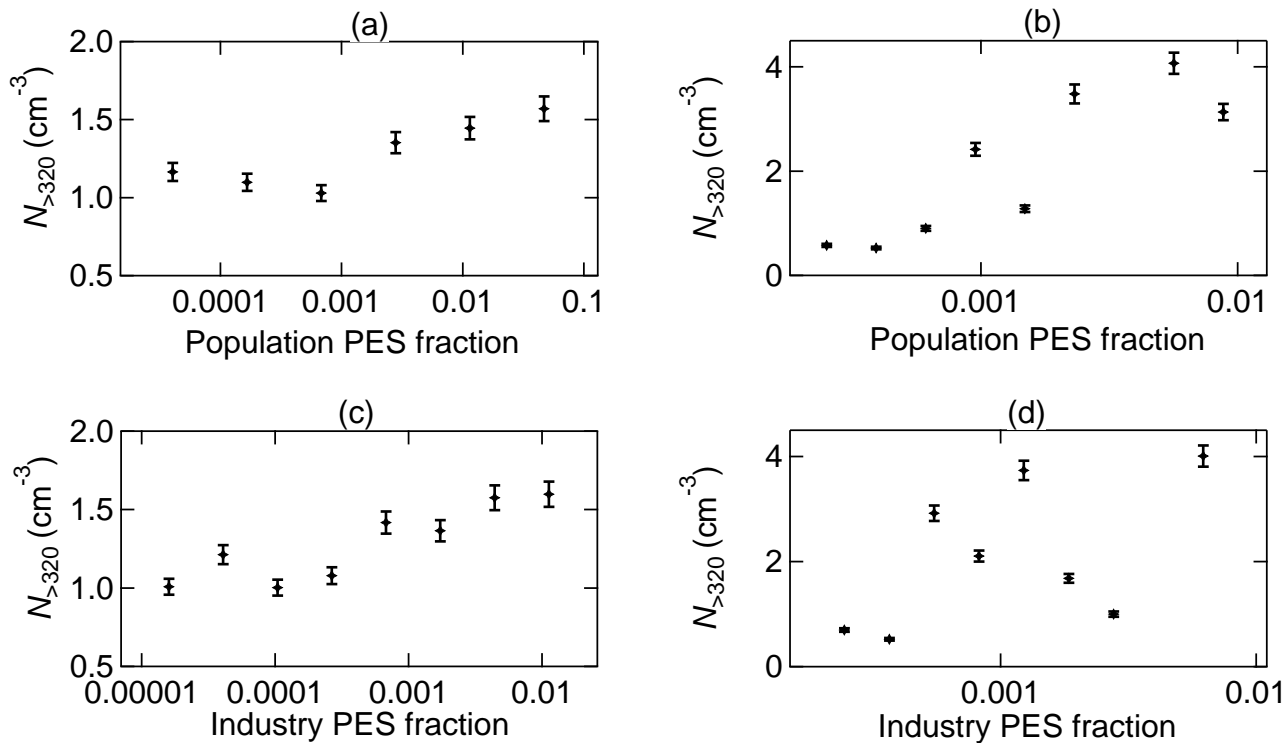 (a)
2.0
1.5
1.0
0.5
N>320 (cm-3)
0.0001 0.001 0.01 0.1
Population PES fraction
(b)
4
2
0
N>320 (cm-3)
0.001 0.01
Population PES fraction
(c)
2.0
1.5
1.0
0.5
N>320 (cm-3)
0.00001 0.0001 0.001 0.01
Industry PES fraction
(d)
4
2
0
N>320 (cm-3)
0.001 0.01
Industry PES fraction